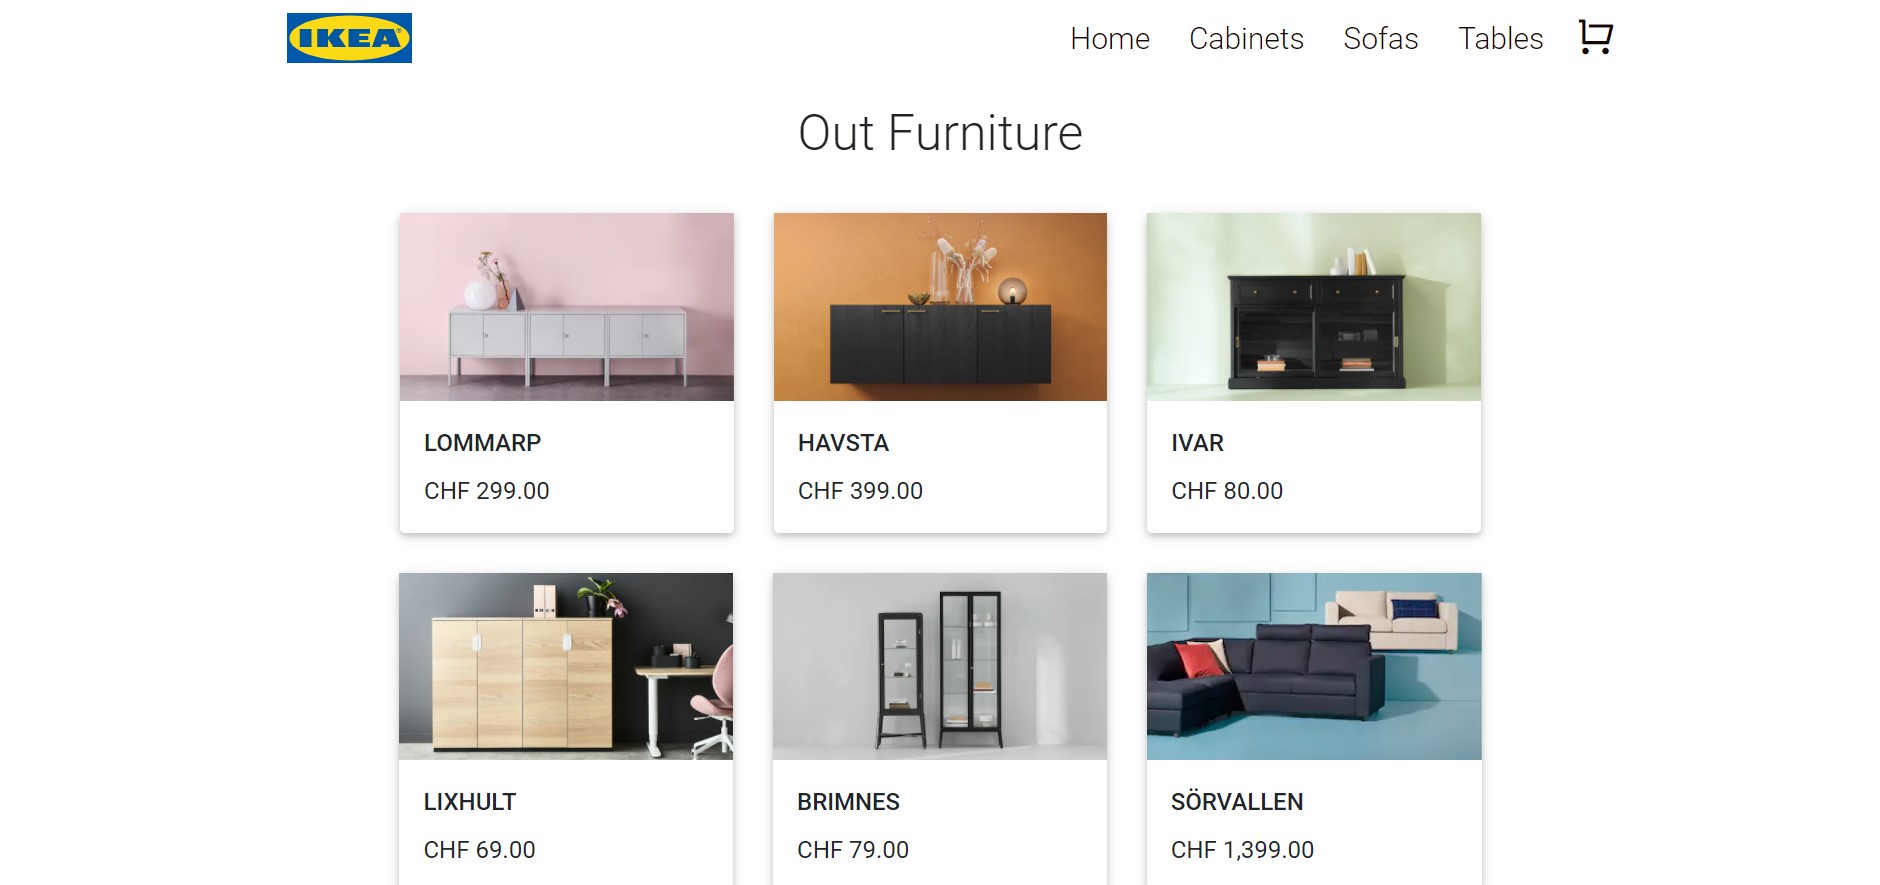 IKEA®
Home Cabinets Sofas Tables
Out Furniture
LOMMARP
CHF 299.00
HAVSTA
CHF 399.00
IVAR
CHF 80.00
LIXHULT
CHF 69.00
BRIMNES
CHF 79.00
SÖRVALLEN
CHF 1,399.00